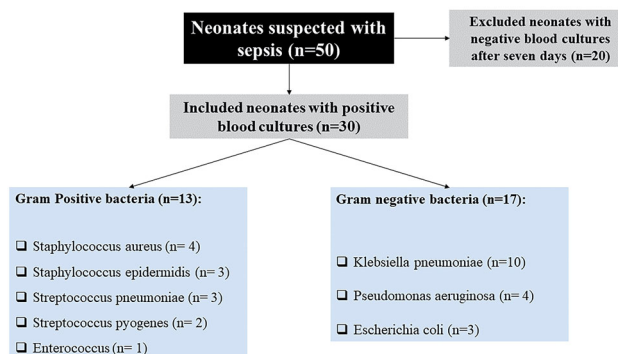 Neonates suspected with
sepsis (n=50)
Excluded neonates with
negative blood cultures
after seven days (n=20)
Included neonates with positive
blood cultures (n=30)
Gram Positive bacteria (n=13):
Staphylococcus aureus (n= 4)
Staphylococcus epidermidis (n= 3)
Streptococcus pneumoniae (n= 3)
Streptococcus pyogenes (n= 2)
Enterococcus (n= 1)
Gram negative bacteria (n=17):
Klebsiella pneumoniae (n=10)
Pseudomonas aeruginosa (n= 4)
Escherichia coli (n=3)